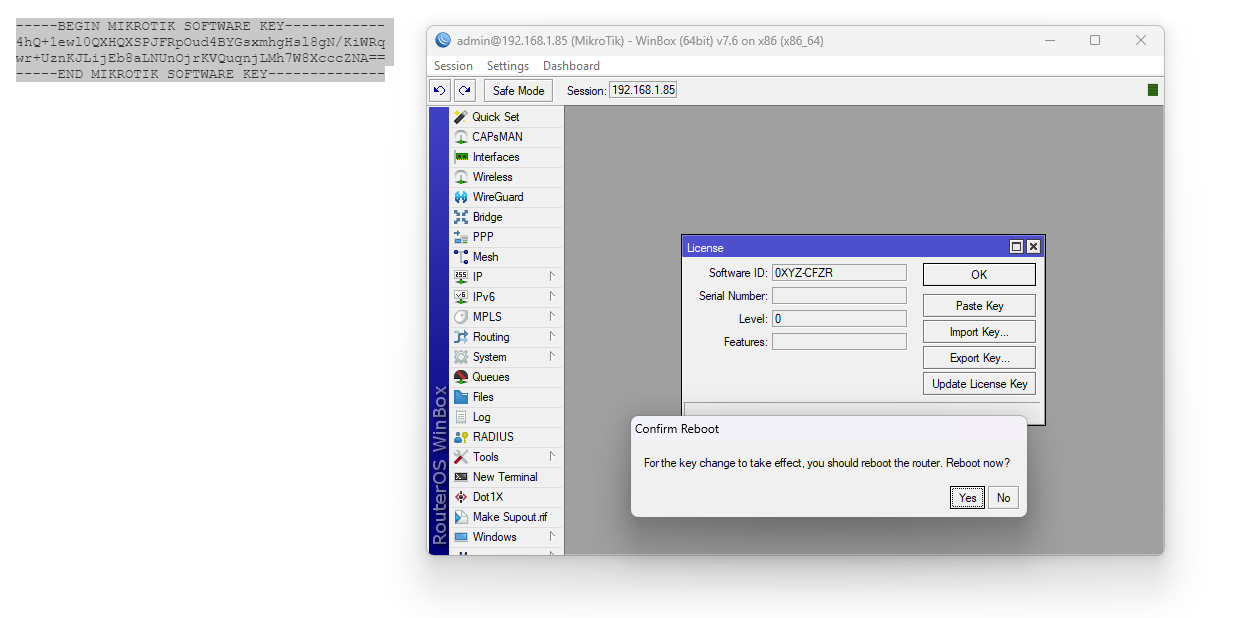 -----BEGIN MIKROTIK SOFTWARE KEY------------
4hQ+1ewl0QXHQXSPJFRpOud4BYGsxmhgHsl8gN/KiWRq
wr+UznKJLijEb8aLNUnOjrKVQuqnjLMh7W8XcccZNA==
-----END MIKROTIK SOFTWARE KEY--------------
admin@192.168.1.85 (MikroTik) - WinBox (64bit) v7.6 on x86 (x86_64)
Session Settings Dashboard
Safe Mode Session: 192.168.1.85
Quick Set
CAPsMAN
Interfaces
Wireless
WireGuard
Bridge
PPP
Mesh
IP
IPv6
MPLS
Routing
System
Queues
Files
Log
RADIUS
Tools
New Terminal
Dot1X
Make Supout.rif
Windows
RouterOS WinBox
License
Software ID: 0XYZ-CFZR
Serial Number:
Level: 0
Features:
OK
Paste Key
Import Key...
Export Key...
Update License Key
Confirm Reboot
For the key change to take effect, you should reboot the router. Reboot now?
Yes No